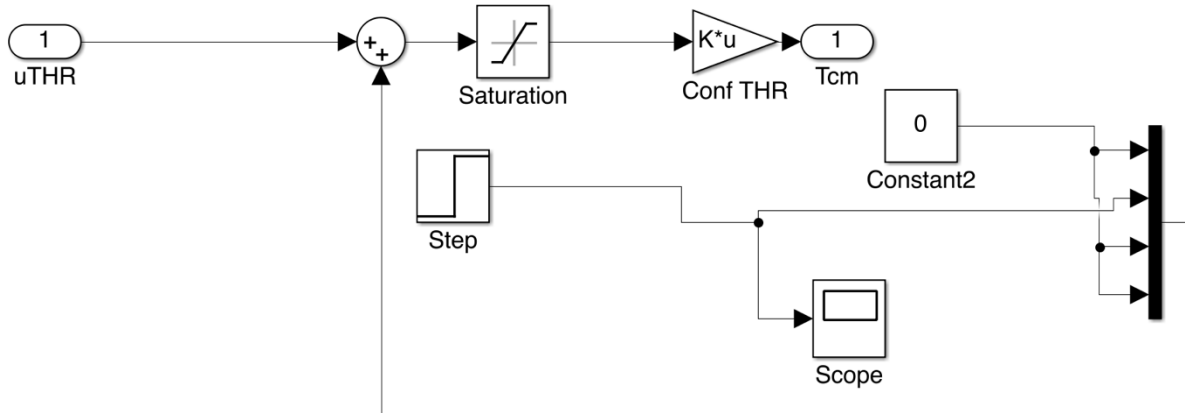 1
uTHR
+
+
Saturation
K*u
Conf THR
1
Tcm
0
Constant2
Step
Scope